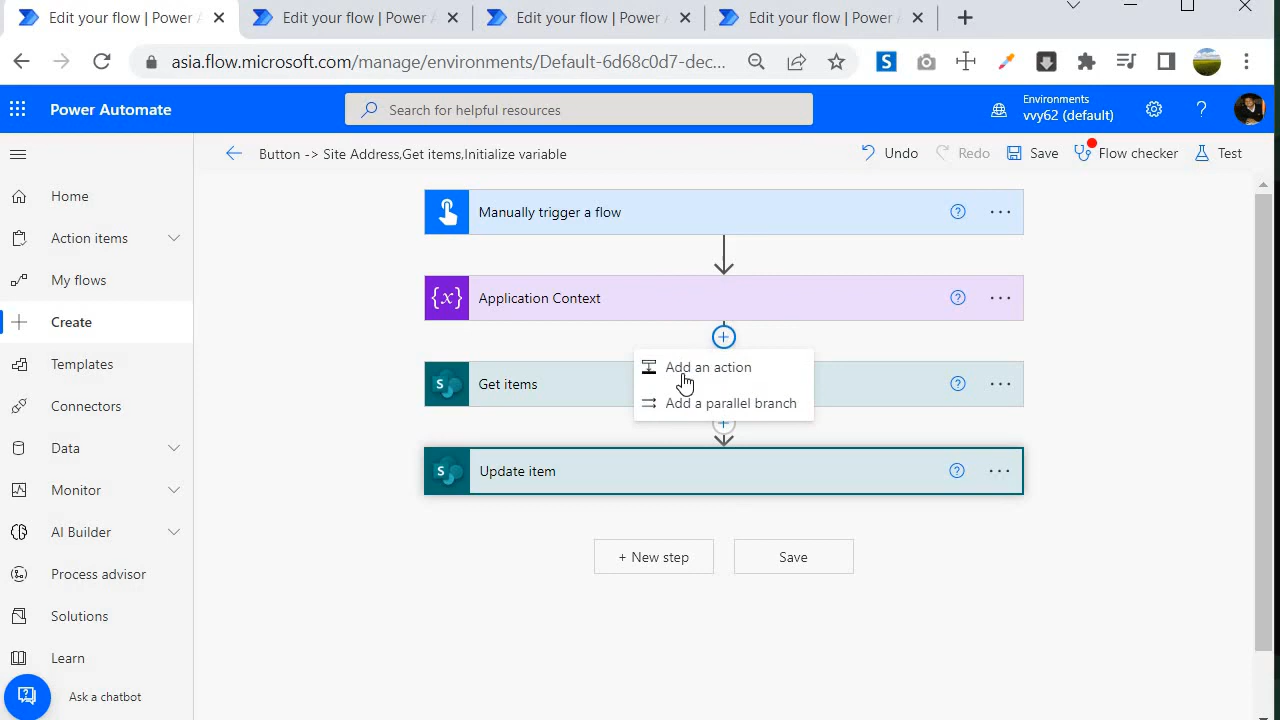 Edit your flow | Power A
Edit your flow | Power A
Edit your flow | Power A
Edit your flow | Power A
asia.flow.microsoft.com/manage/environments/Default-6d68c0d7-dec...
S
Power Automate
Search for helpful resources
Environments
vvy62 (default)
Button -> Site Address,Get items,Initialize variable
Undo
Redo
Save
Flow checker
Test
Home
Action items
My flows
Create
Templates
Connectors
Data
Monitor
AI Builder
Process advisor
Solutions
Learn
Ask a chatbot
Manually trigger a flow
{x} Application Context
Add an action
S Get items
Add a parallel branch
S Update item
+ New step
Save